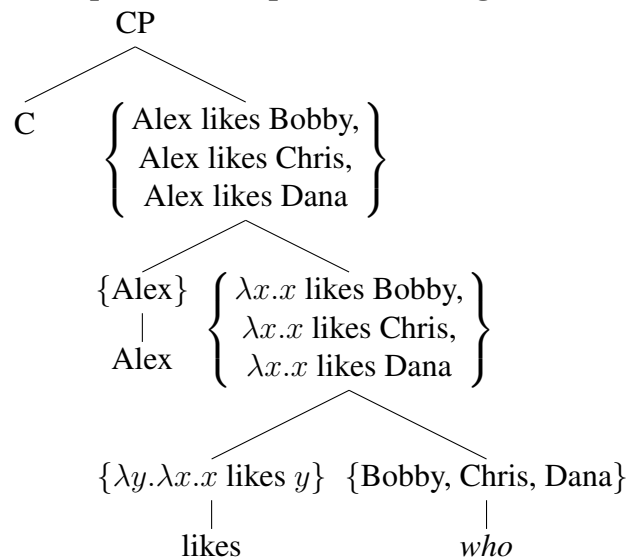 CP
C
{ Alex likes Bobby,
Alex likes Chris,
Alex likes Dana }
{Alex}
Alex
{ λx.x likes Bobby,
λx.x likes Chris,
λx.x likes Dana }
{λy.λx.x likes y} {Bobby, Chris, Dana}
likes who